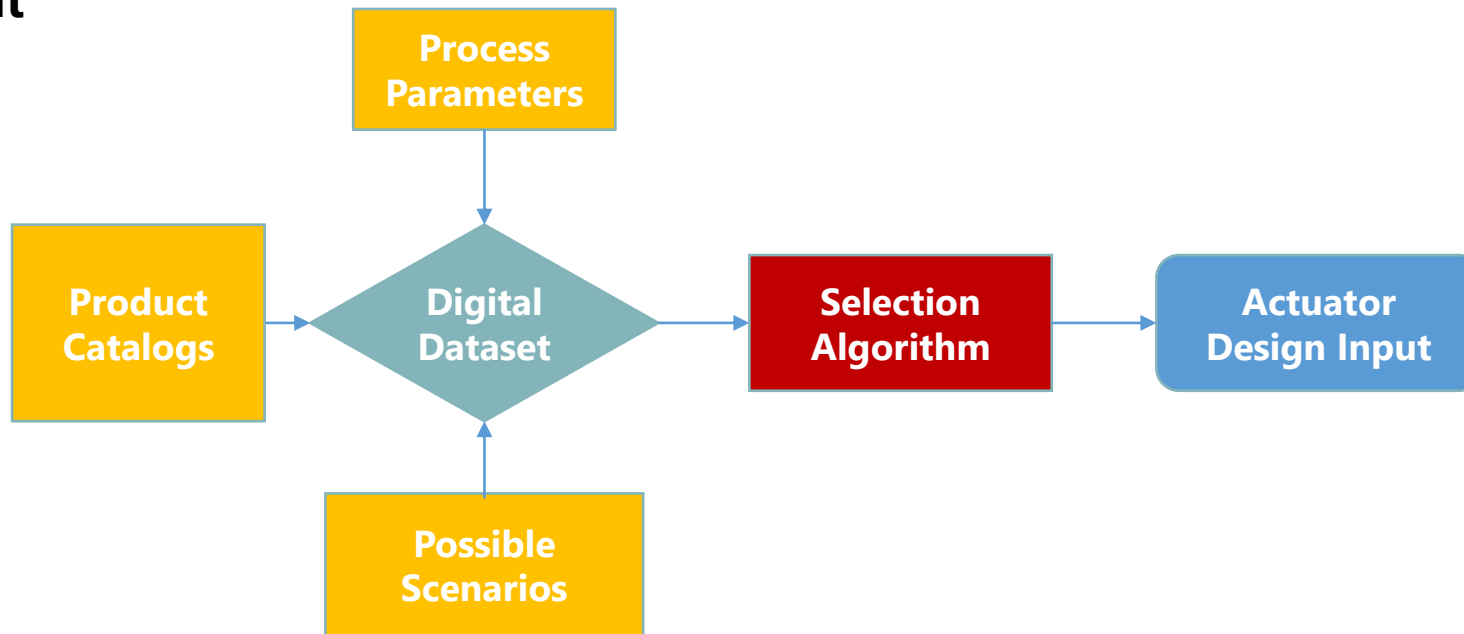 Process
Parameters
Product
Catalogs
Digital
Dataset
Selection
Algorithm
Actuator
Design Input
Possible
Scenarios